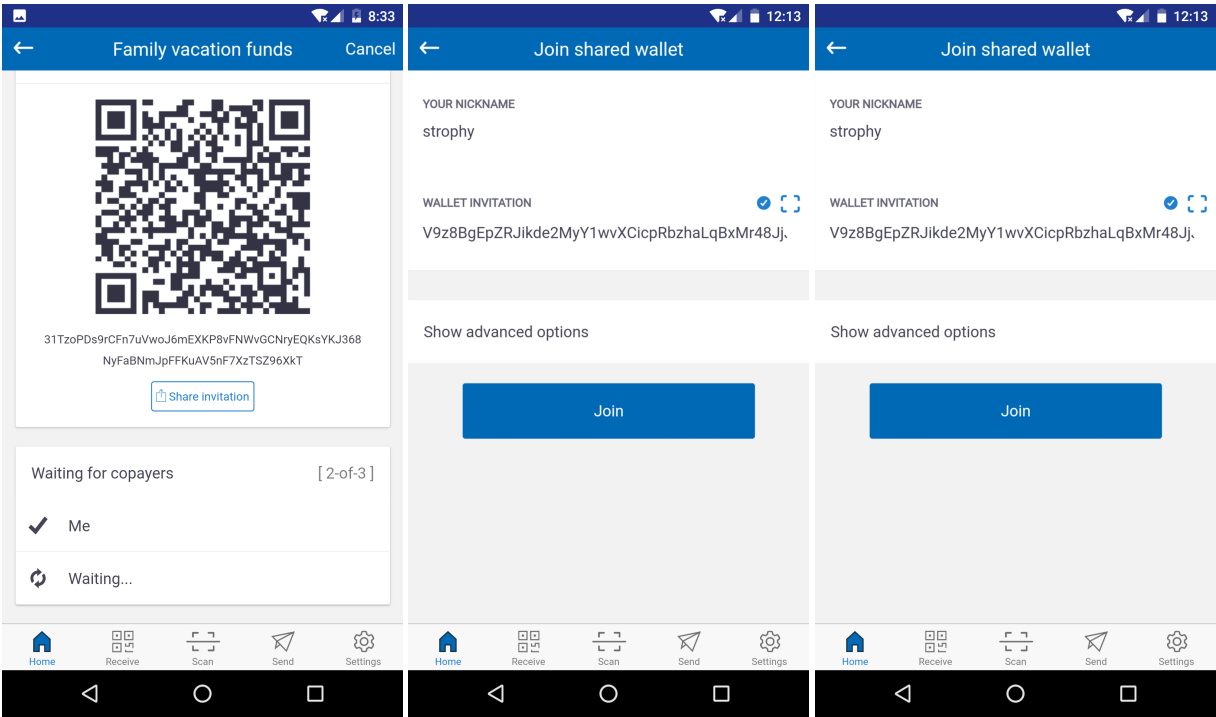 8:33
Family vacation funds
Cancel
31TzoPDs9rCFn7uVwoJ6mEXKP8vFNWvGCNryEQKsYKJ368
NyFaBNmJpFFKuAV5nF7XzTSZ96XkT
Share invitation
Waiting for copayers
[ 2-of-3 ]
Me
Waiting...
Home
Receive
Scan
Send
Settings
12:13
Join shared wallet
YOUR NICKNAME
strophy
WALLET INVITATION
V9z8BgEpZRJikde2MyY1wvXCicpRbzhaLqBxMr48Jj
Show advanced options
Join
Home
Receive
Scan
Send
Settings
12:13
Join shared wallet
YOUR NICKNAME
strophy
WALLET INVITATION
V9z8BgEpZRJikde2MyY1wvXCicpRbzhaLqBxMr48Jj
Show advanced options
Join
Home
Receive
Scan
Send
Settings